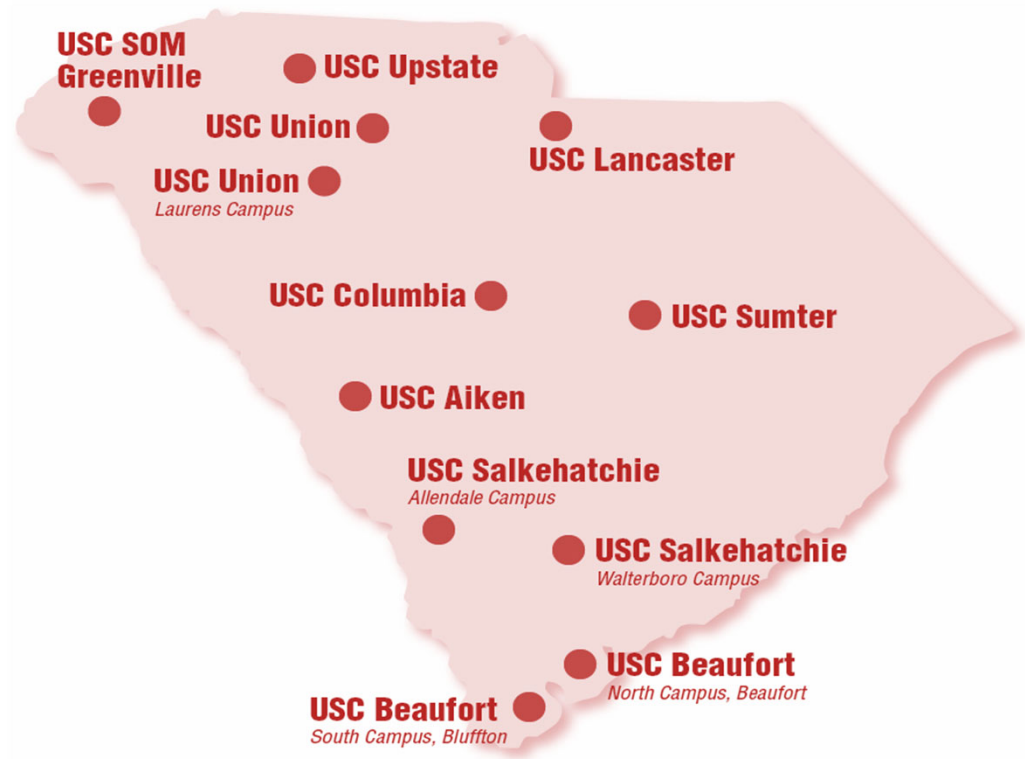 USC SOM
Greenville
USC Upstate
USC Union
USC Lancaster
USC Union
Laurens Campus
USC Columbia
USC Sumter
USC Aiken
USC Salkehatchie
Allendale Campus
USC Salkehatchie
Walterboro Campus
USC Beaufort
North Campus, Beaufort
USC Beaufort
South Campus, Bluffton